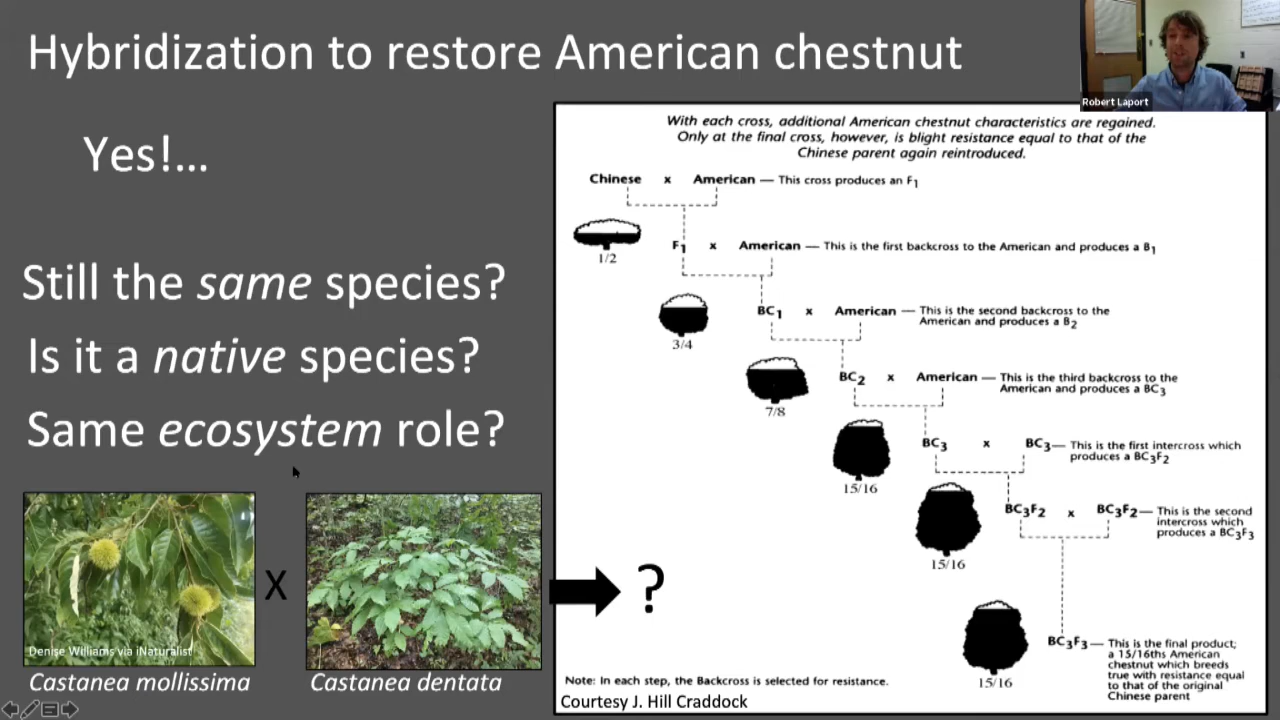 Hybridization to restore American chestnut
Robert Laport
Yes!...
Still the same species?
Is it a native species?
Same ecosystem role?
Denise Williams via iNaturalist
X
?
Castanea mollissima
Castanea dentata
With each cross, additional American chestnut characteristics are regained.
Only at the final cross, however, is blight resistance equal to that of the
Chinese parent again reintroduced.
Chinese x American — This cross produces an F1
1/2
F1 x American — This is the first backcross to the American and produces a B1
3/4
BC1 x American — This is the second backcross to the
American and produces a B2
7/8
BC2 x American — This is the third backcross to the
American and produces a BC3
15/16
BC3 x BC3 — This is the first intercross which
produces a BC3F2
15/16
BC3F2 x BC3F2 — This is the second
intercross which
produces a BC3F3
15/16
BC3F3 — This is the final product;
a 15/16ths American
chestnut which breeds
true with resistance equal
to that of the original
Chinese parent
Note: In each step, the Backcross is selected for resistance.
Courtesy J. Hill Craddock